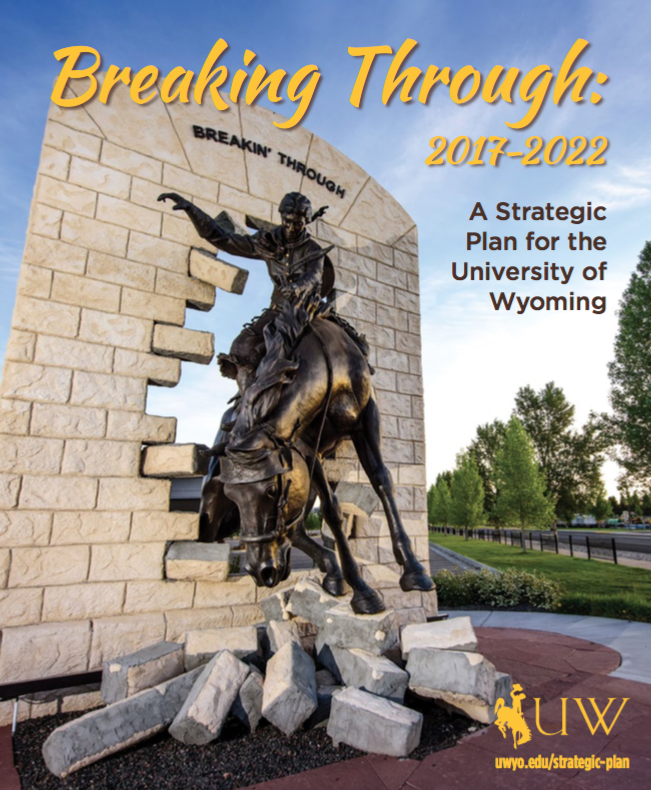 Breaking Through:
2017-2022
BREAKIN' THROUGH
A Strategic
Plan for the
University of
Wyoming
UW
uwyo.edu/strategic-plan